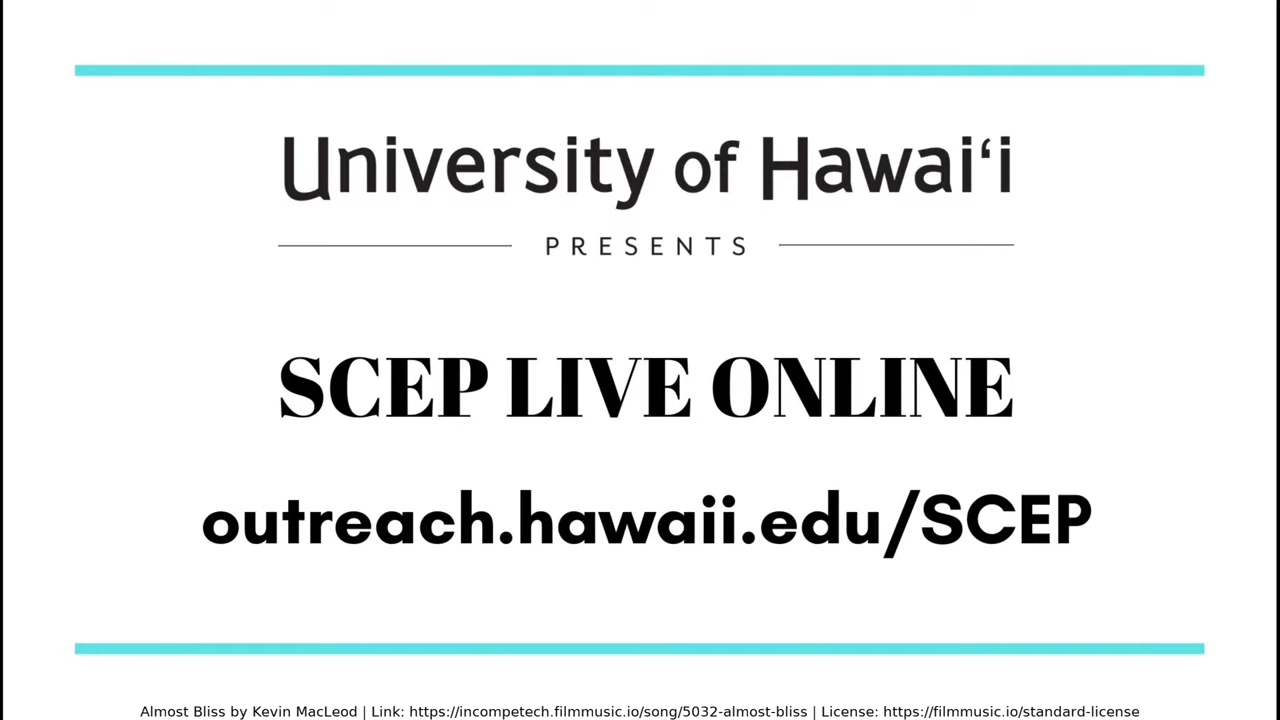 University of Hawaiʻi
PRESENTS
SCEP LIVE ONLINE
outreach.hawaii.edu/SCEP
Almost Bliss by Kevin MacLeod | Link: https://incompetech.filmmusic.io/song/5032-almost-bliss | License: https://filmmusic.io/standard-license